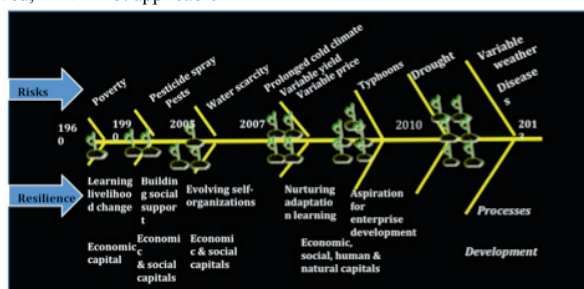 Risks
Poverty
Pesticide spray
Pests
Water scarcity
Prolonged cold climate
Variable yield
Variable price
Typhoons
Drought
Variable
weather
Disease
s
196
0
199
0
2005
2007
2010
201
3
Resilience
Learning
livelihoo
d change
Buildin
g social
suppor
t
Evolving self-
organizations
Nurturing
adaptatio
n learning
Aspiration
for
enterprise
development
Processes
Economic
capital
Economi
c
& social
capitals
Economi
c & social
capitals
Economic,
social, human &
natural capitals
Development